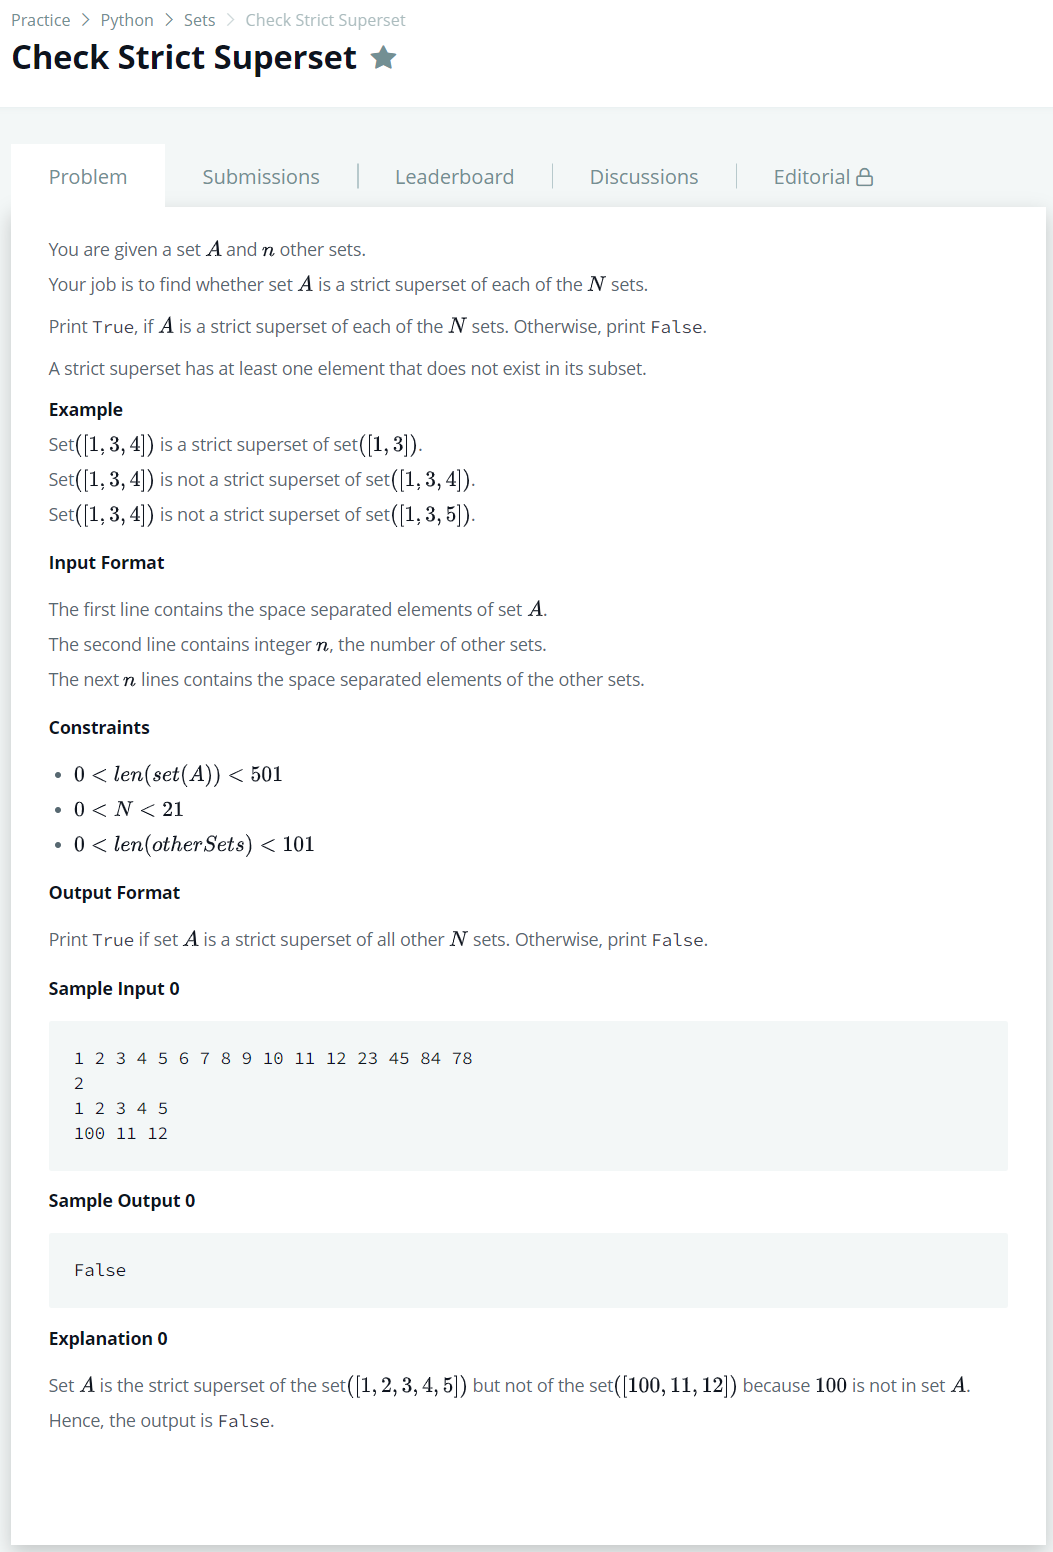 Practice > Python > Sets > Check Strict Superset
Check Strict Superset
Problem
Submissions
Leaderboard
Discussions
Editorial
You are given a set A and n other sets.
Your job is to find whether set A is a strict superset of each of the N sets.
Print True, if A is a strict superset of each of the N sets. Otherwise, print False.
A strict superset has at least one element that does not exist in its subset.
Example
Set([1, 3, 4]) is a strict superset of set([1, 3]).
Set([1, 3, 4]) is not a strict superset of set([1, 3, 4]).
Set([1, 3, 4]) is not a strict superset of set([1, 3, 5]).
Input Format
The first line contains the space separated elements of set A.
The second line contains integer n, the number of other sets.
The next n lines contains the space separated elements of the other sets.
Constraints
• 0 < len(set(A)) < 501
• 0 < N < 21
• 0 < len(otherSets) < 101
Output Format
Print True if set A is a strict superset of all other N sets. Otherwise, print False.
Sample Input 0
1 2 3 4 5 6 7 8 9 10 11 12 23 45 84 78
2
1 2 3 4 5
100 11 12
Sample Output 0
False
Explanation 0
Set A is the strict superset of the set([1, 2, 3, 4, 5]) but not of the set([100, 11, 12]) because 100 is not in set A.
Hence, the output is False.